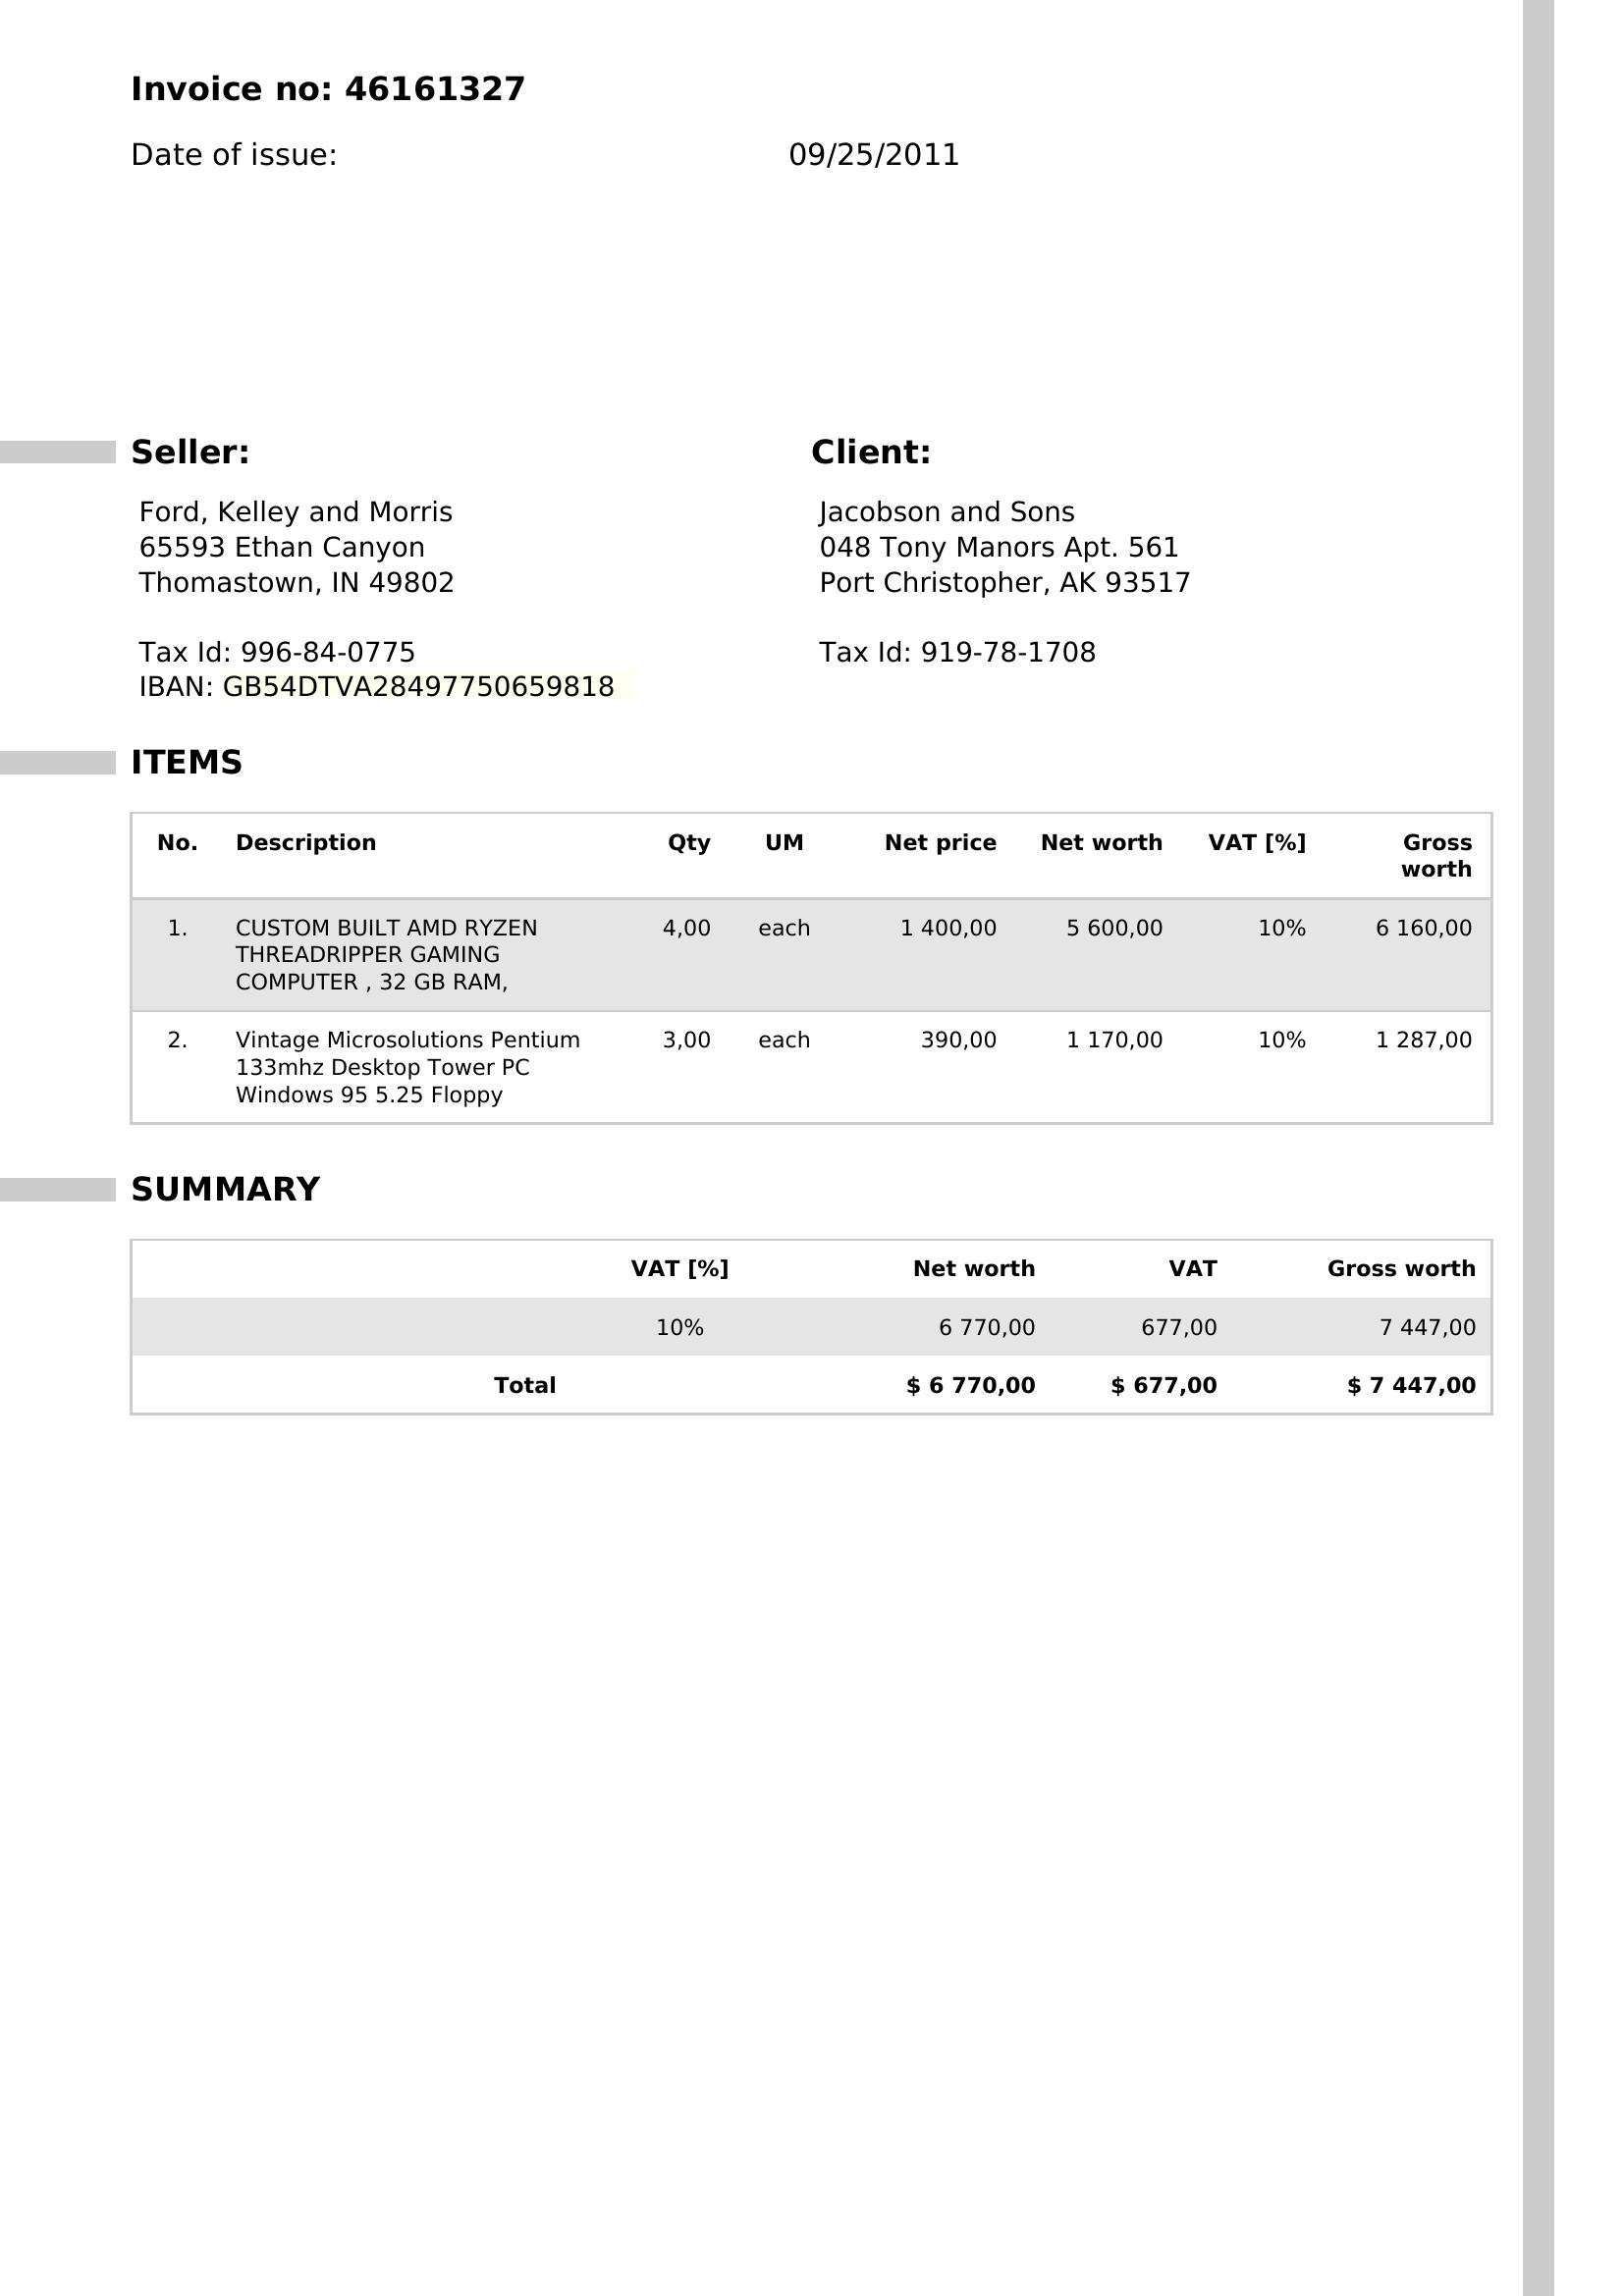 Invoice no: 46161327
Date of issue: 09/25/2011
Seller:
Ford, Kelley and Morris
65593 Ethan Canyon
Thomastown, IN 49802
Tax Id: 996-84-0775
IBAN: GB54DTVA28497750659818
Client:
Jacobson and Sons
048 Tony Manors Apt. 561
Port Christopher, AK 93517
Tax Id: 919-78-1708
ITEMS
No. Description Qty UM Net price Net worth VAT [%] Gross
worth
1. CUSTOM BUILT AMD RYZEN 4,00 each 1 400,00 5 600,00 10% 6 160,00
THREADRIPPER GAMING
COMPUTER , 32 GB RAM,
2. Vintage Microsolutions Pentium 3,00 each 390,00 1 170,00 10% 1 287,00
133mhz Desktop Tower PC
Windows 95 5.25 Floppy
SUMMARY
VAT [%] Net worth VAT Gross worth
10% 6 770,00 677,00 7 447,00
Total $ 6 770,00 $ 677,00 $ 7 447,00